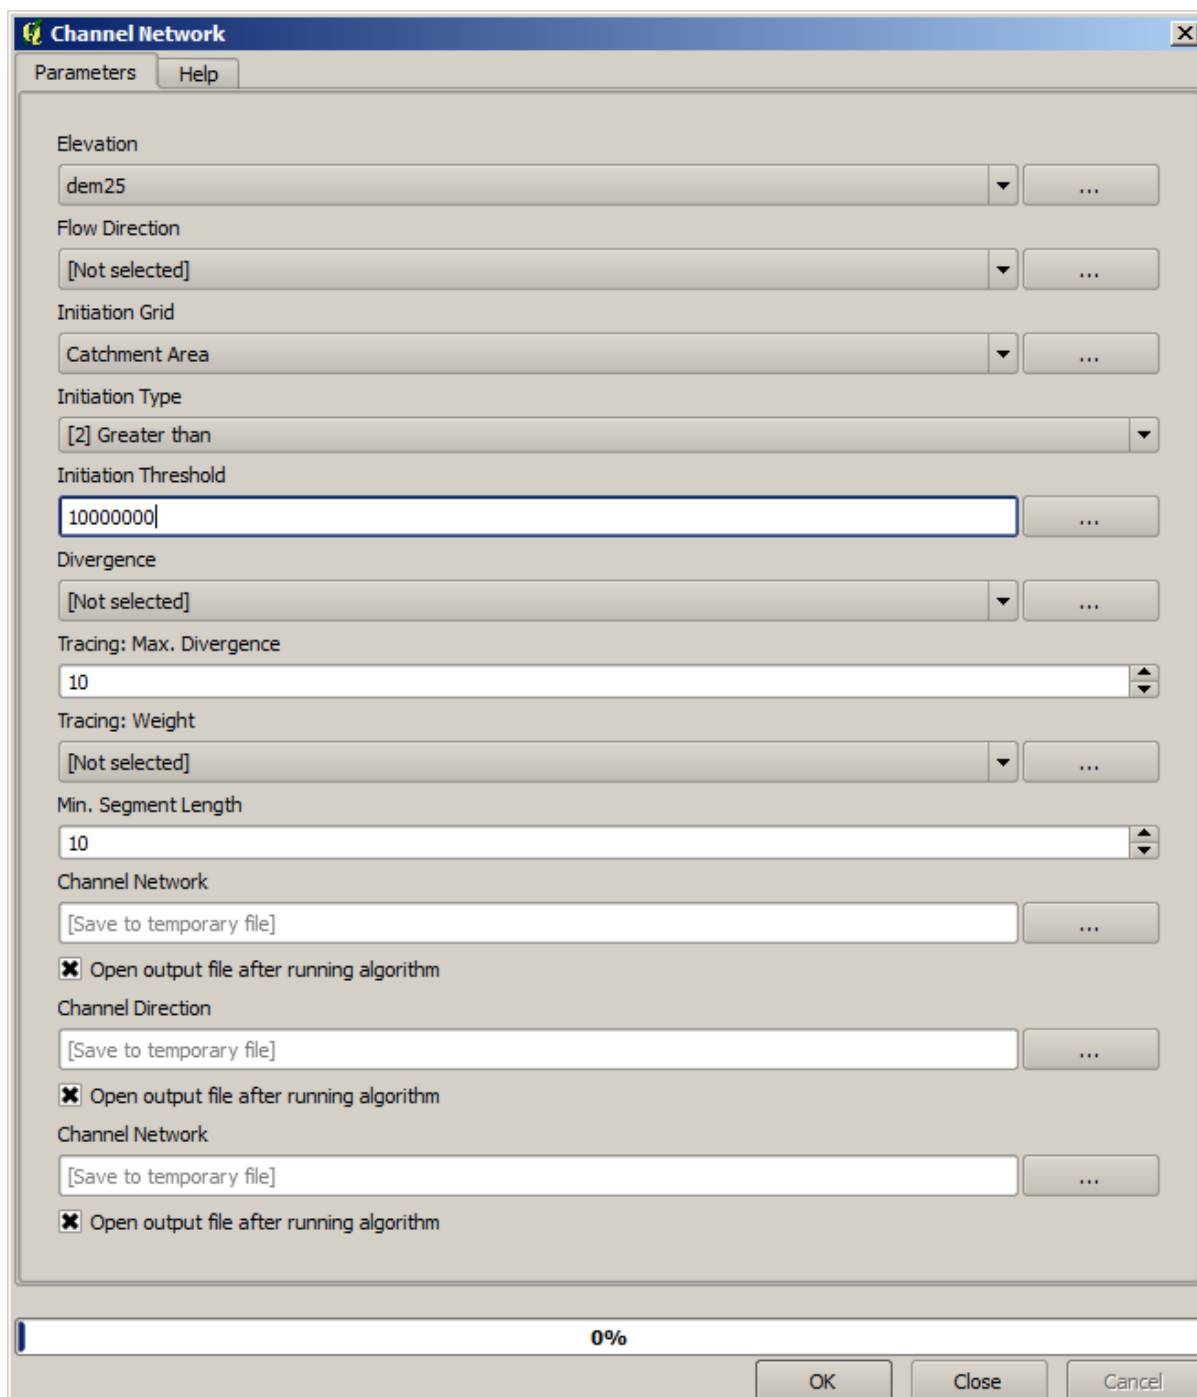 Channel Network
Parameters Help
Elevation
dem25 ...
Flow Direction
[Not selected] ...
Initiation Grid
Catchment Area ...
Initiation Type
[2] Greater than
Initiation Threshold
10000000 ...
Divergence
[Not selected] ...
Tracing: Max. Divergence
10
Tracing: Weight
[Not selected] ...
Min. Segment Length
10
Channel Network
[Save to temporary file] ...
Open output file after running algorithm
Channel Direction
[Save to temporary file] ...
Open output file after running algorithm
Channel Network
[Save to temporary file] ...
Open output file after running algorithm
0%
OK Close Cancel